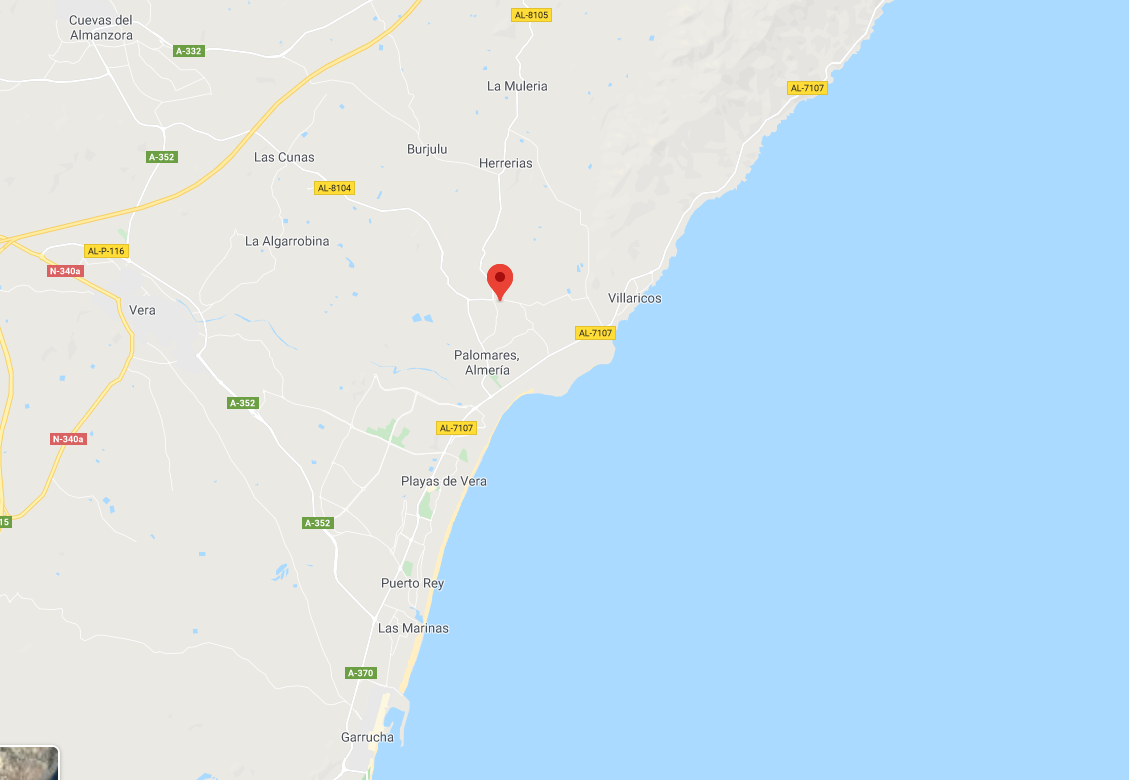 AL-8105
Cuevas del
Almanzora
A-332
La Muleria
AL-7107
Burjulu
A-352
Las Cunas
Herrerias
AL-8104
La Algarrobina
AL-P-116
N-340a
Villaricos
Vera
AL-7107
Palomares,
Almería
A-352
AL-7107
N-340a
Playas de Vera
15
A-352
Puerto Rey
Las Marinas
A-370
Garrucha